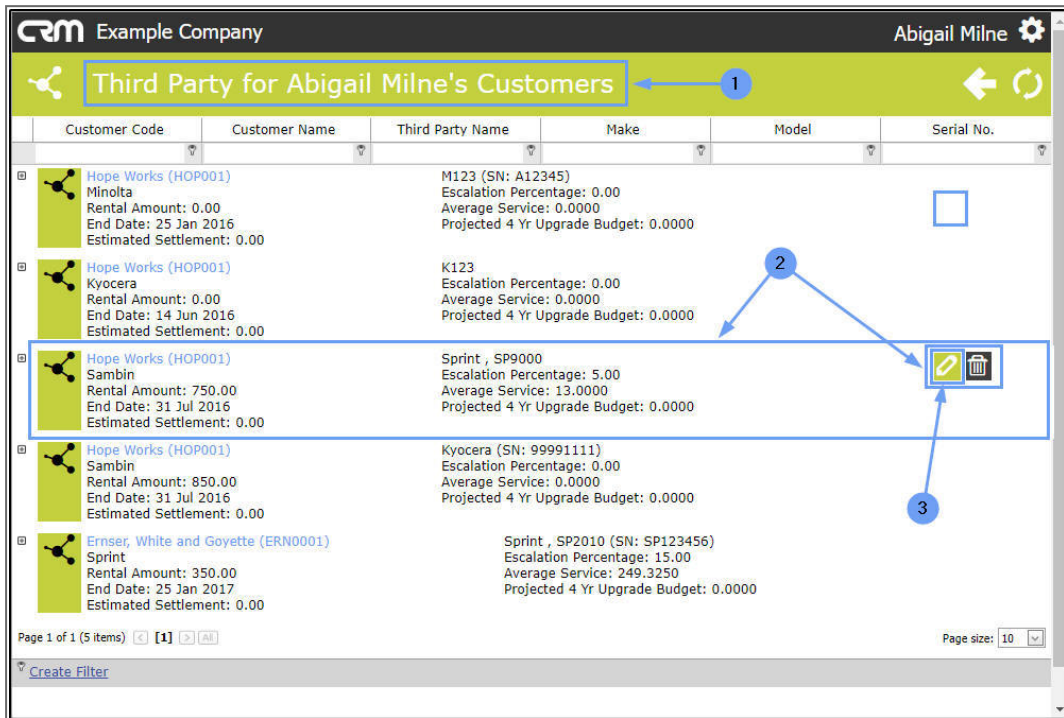 CRM Example Company Abigail Milne
Third Party for Abigail Milne's Customers 1
Customer Code Customer Name Third Party Name Make Model Serial No.
Hope Works (HOP001) M123 (SN: A12345)
Minolta Escalation Percentage: 0.00
Rental Amount: 0.00 Average Service: 0.0000
End Date: 25 Jan 2016 Projected 4 Yr Upgrade Budget: 0.0000
Estimated Settlement: 0.00
2
Hope Works (HOP001) K123
Kyocera Escalation Percentage: 0.00
Rental Amount: 0.00 Average Service: 0.0000
End Date: 14 Jun 2016 Projected 4 Yr Upgrade Budget: 0.0000
Estimated Settlement: 0.00
Hope Works (HOP001) Sprint , SP9000
Sambin Escalation Percentage: 5.00
Rental Amount: 750.00 Average Service: 13.0000
End Date: 31 Jul 2016 Projected 4 Yr Upgrade Budget: 0.0000
Estimated Settlement: 0.00
Hope Works (HOP001) Kyocera (SN: 99991111)
Sambin Escalation Percentage: 0.00
Rental Amount: 850.00 Average Service: 0.0000
End Date: 31 Jul 2016 Projected 4 Yr Upgrade Budget: 0.0000
Estimated Settlement: 0.00
3
Ernser, White and Goyette (ERN0001) Sprint , SP2010 (SN: SP123456)
Sprint Escalation Percentage: 15.00
Rental Amount: 350.00 Average Service: 249.3250
End Date: 25 Jan 2017 Projected 4 Yr Upgrade Budget: 0.0000
Estimated Settlement: 0.00
Page 1 of 1 (5 items) < [1] > All Page size: 10
Create Filter